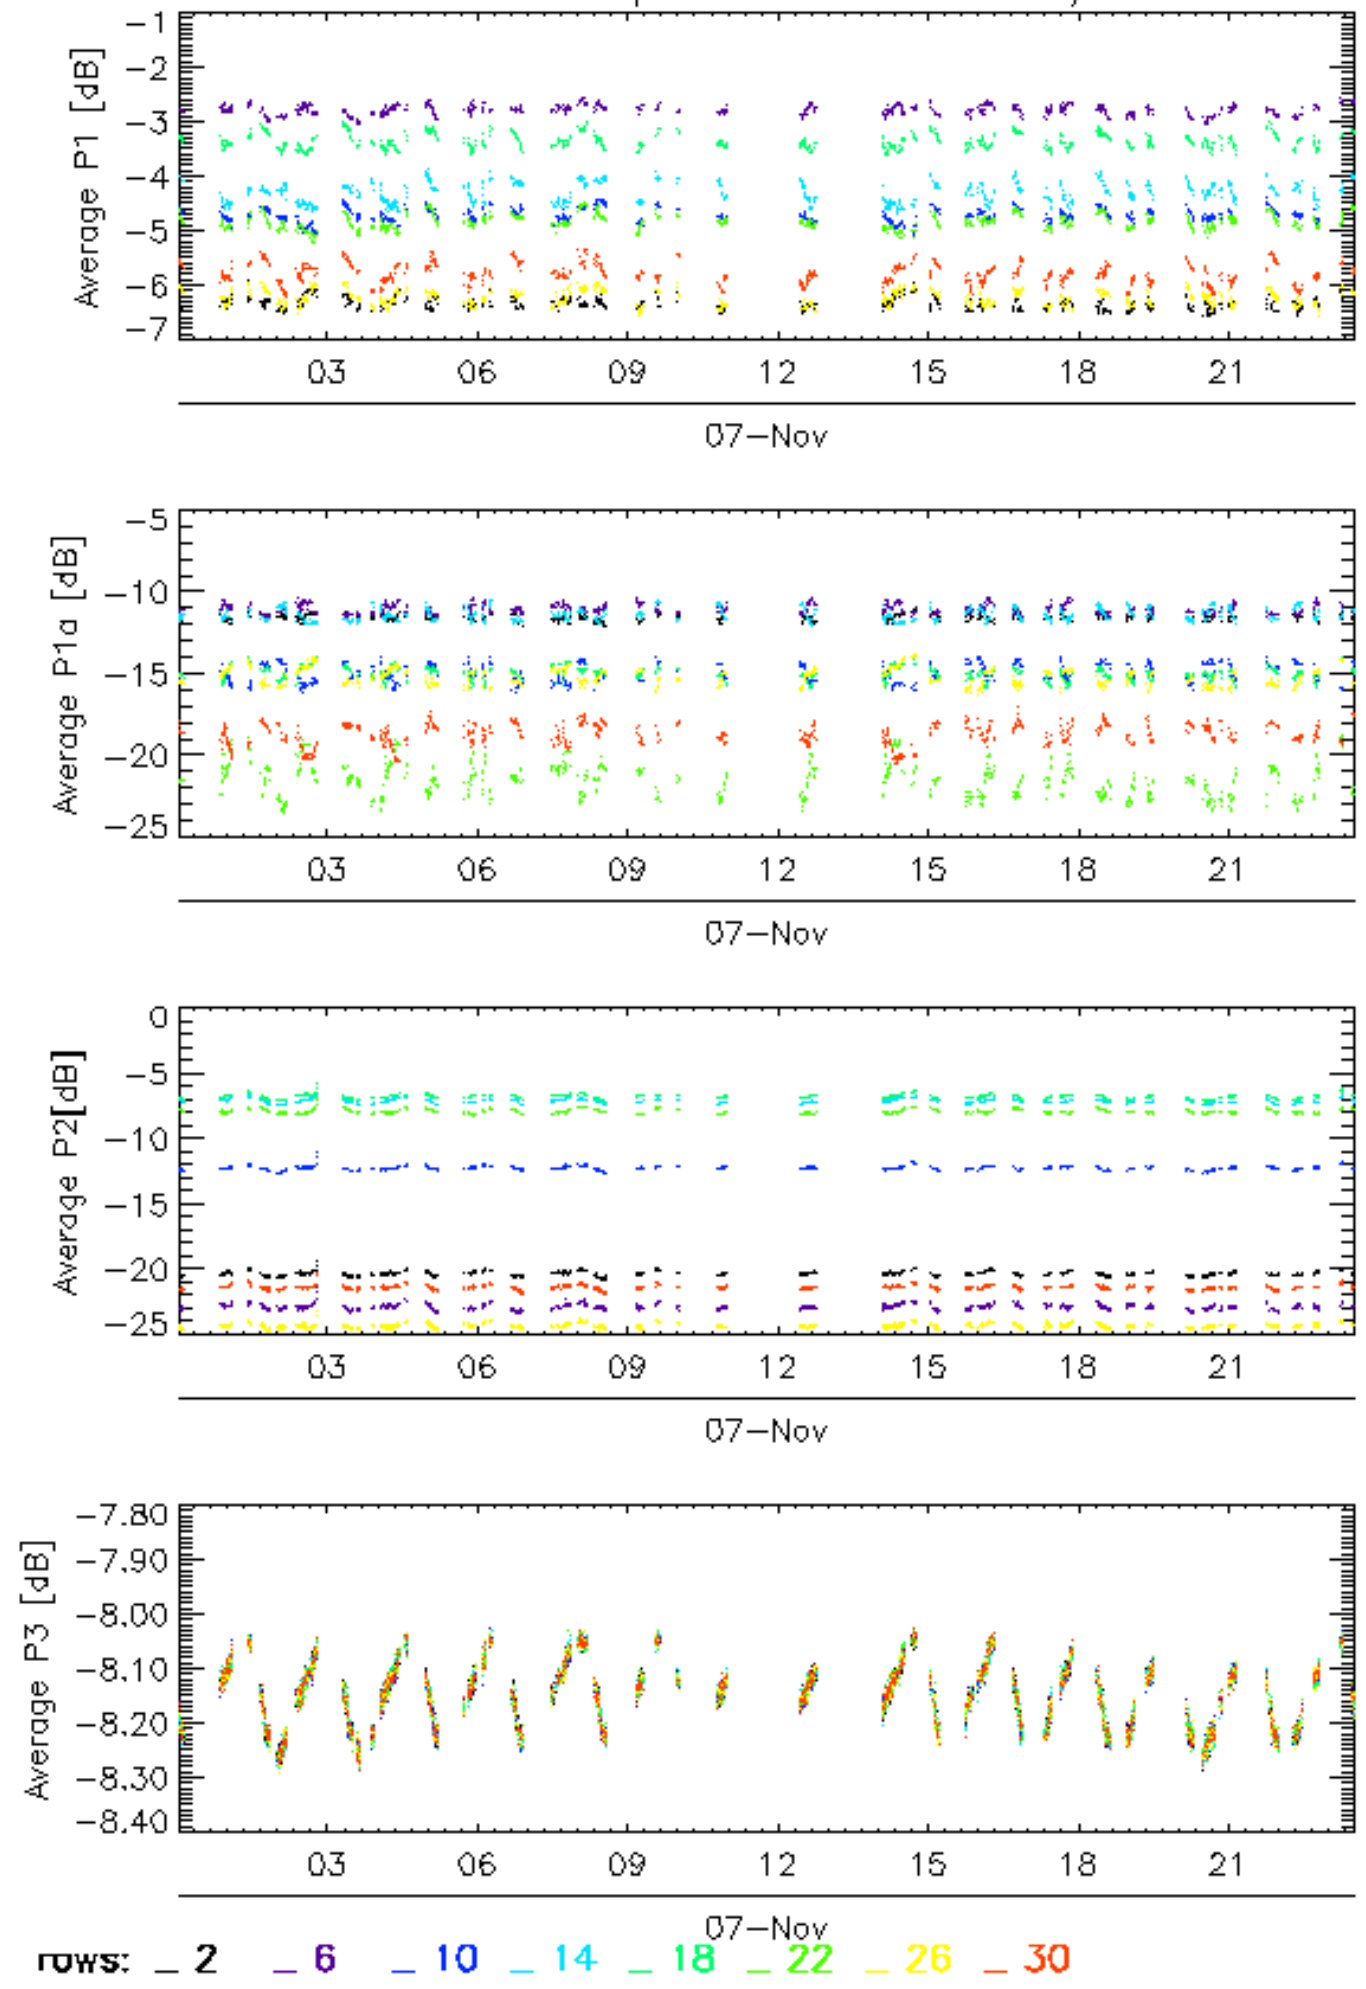 -1
-2
-3
-4
-5
-6
-7
Average P1 [dB]
03 06 09 12 15 18 21
07-Nov
-5
-10
-15
-20
-25
Average P1a [dB]
03 06 09 12 15 18 21
07-Nov
0
-5
-10
-15
-20
-25
Average P2[dB]
03 06 09 12 15 18 21
07-Nov
-7.80
-7.90
-8.00
-8.10
-8.20
-8.30
-8.40
Average P3 [dB]
03 06 09 12 15 18 21
07-Nov
rows: _ 2 _ 6 _ 10 _ 14 _ 18 _ 22 _ 26 _ 30